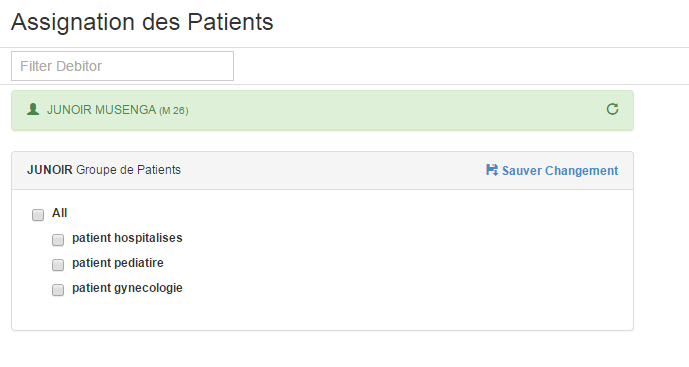 Assignation des Patients
Filter Debitor
JUNOIR MUSENGA (M 26)
JUNOIR Groupe de Patients
Sauver Changement
All
patient hospitalises
patient pediatire
patient gynecologie